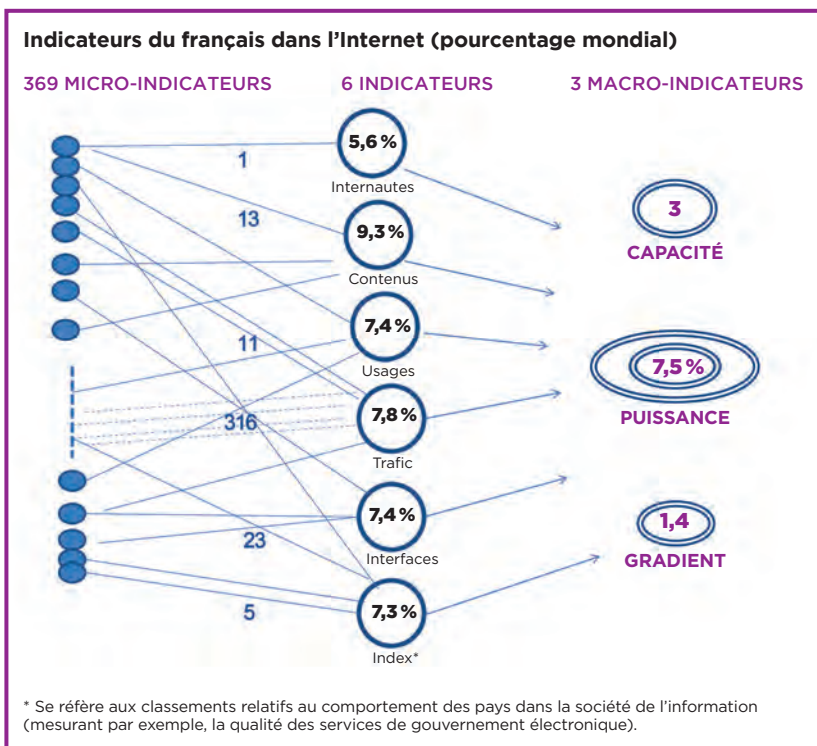 Indicateurs du français dans l'Internet (pourcentage mondial)
369 MICRO-INDICATEURS 6 INDICATEURS 3 MACRO-INDICATEURS
1
5,6 %
Internautes
13
9,3 %
Contenus
11
7,4 %
Usages
316
7,8 %
Trafic
23
7,4 %
Interfaces
5
7,3 %
Index*
3
CAPACITÉ
7,5 %
PUISSANCE
1,4
GRADIENT
* Se réfère aux classements relatifs au comportement des pays dans la société de l'information
(mesurant par exemple, la qualité des services de gouvernement électronique).